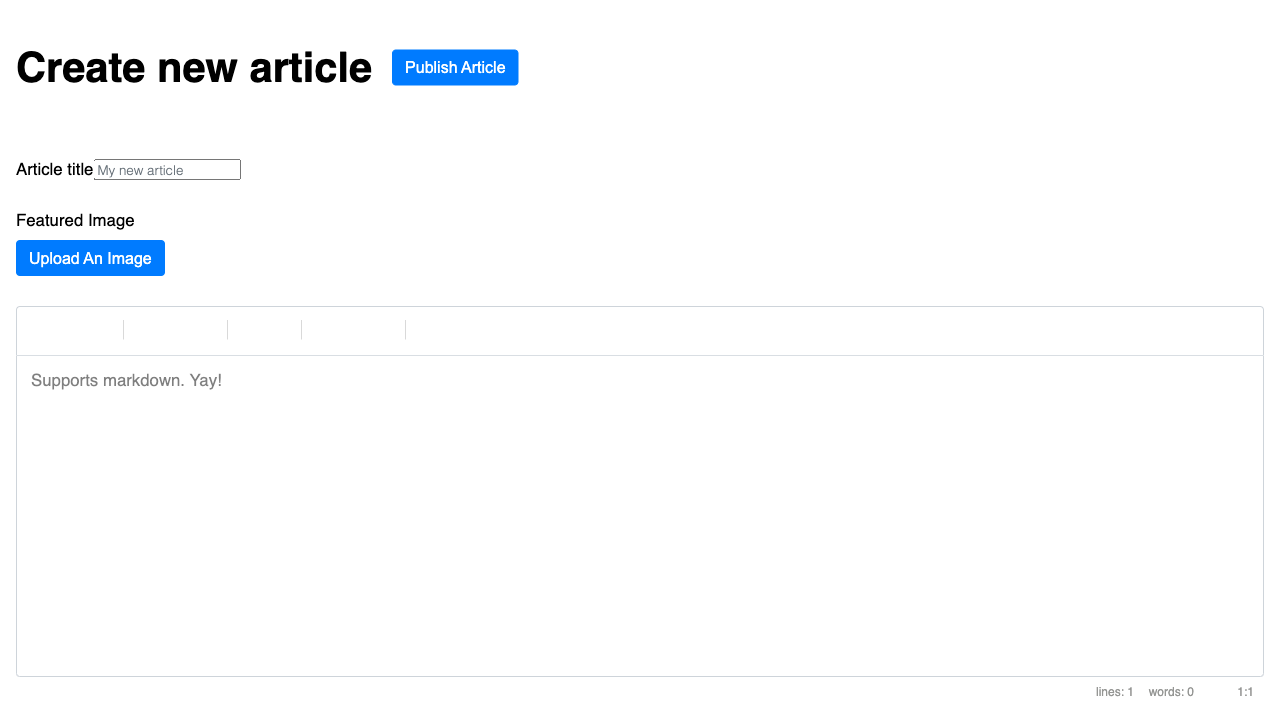 Create new article
Publish Article
Article title
My new article
Featured Image
Upload An Image
Supports markdown. Yay!
lines: 1 words: 0 1:1